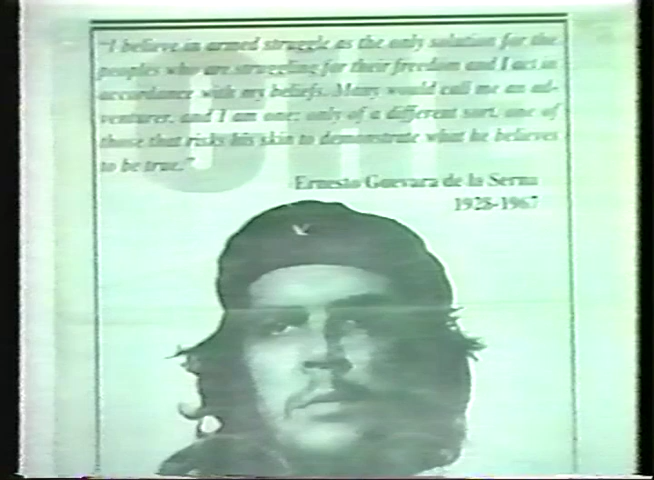 "I believe in armed struggle as the only solution for the
peoples who are struggling for their freedom and I act in
accordance with my beliefs. Many would call me an ad-
venturer, and I am one; only of a different sort, one of
those that risks his skin to demonstrate what he believes
to be true."
Ernesto Guevara de la Serna
1928-1967
CHE